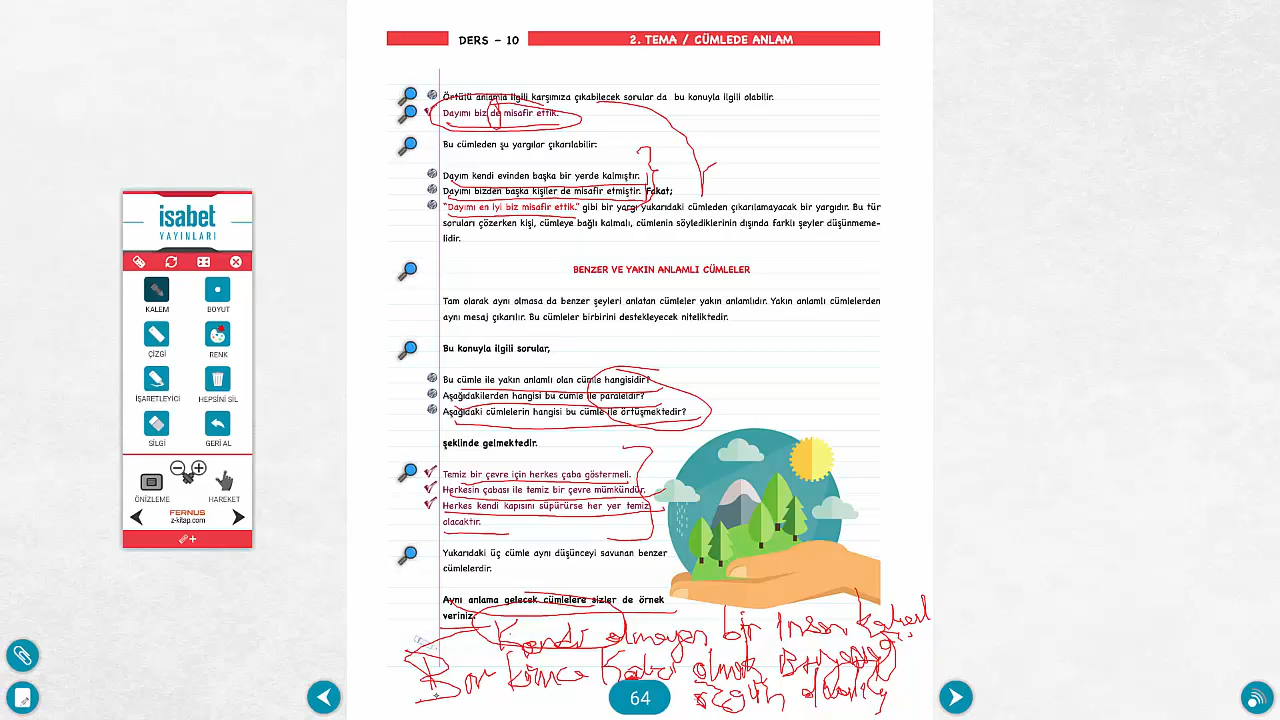 DERS - 10
2. TEMA / CÜMLEDE ANLAM
Örtülü anlamla ilgili karşımıza çıkabilecek sorular da bu konuyla ilgili olabilir.
Dayımı biz de misafir ettik.
Bu cümleden şu yargılar çıkarılabilir:
Dayım kendi evinden başka bir yerde kalmıştır.
Dayımı bizden başka kişiler de misafir etmiştir. Fakat;
"Dayımı en iyi biz misafir ettik." gibi bir yargı yukarıdaki cümleden çıkarılamayacak bir yargıdır. Bu tür
soruları çözerken kişi, cümleye bağlı kalmalı, cümlenin söylediklerinin dışında farklı şeyler düşünmeme-
lidir.
BENZER VE YAKIN ANLAMLI CÜMLELER
Tam olarak aynı olmasa da benzer şeyleri anlatan cümleler yakın anlamlıdır. Yakın anlamlı cümlelerden
aynı mesaj çıkarılır. Bu cümleler birbirini destekleyecek niteliktedir.
Bu konuyla ilgili sorular,
Bu cümle ile yakın anlamlı olan cümle hangisidir?
Aşağıdakilerden hangisi bu cümle ile paraleldir?
Aşağıdaki cümlelerin hangisi bu cümle ile örtüşmektedir?
şeklinde gelmektedir.
Temiz bir çevre için herkes çaba göstermeli.
Herkesin çabası ile temiz bir çevre mümkündür.
Herkes kendi kapısını süpürürse her yer temiz
alacaktır.
Yukarıdaki üç cümle aynı düşünceyi savunan benzer
cümlelerdir.
Aynı anlama gelecek cümlelere sizler de örnek
veriniz.
olmayan bir insan
olmak
özgün
64
isabet
YAYINLARI
KALEM
BOYUT
ÇİZGİ
RENK
İŞARETLEYİCİ
HEPSİNİ SİL
SİLGİ
GERİ AL
ÖNİZLEME
HAREKET
FERNUS
z-kitap.com